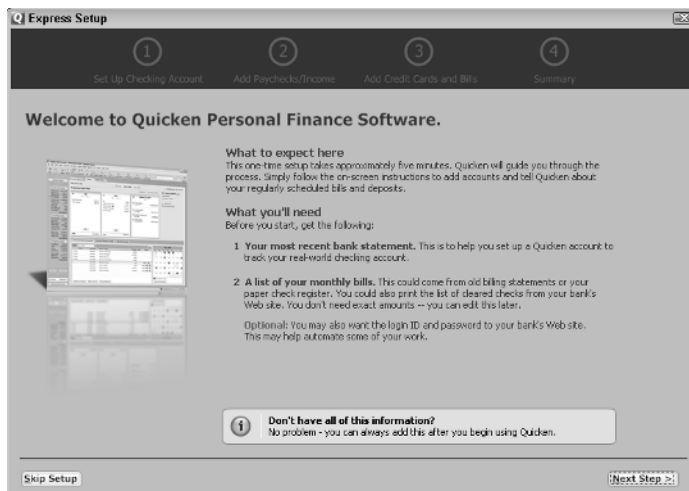 Q Express Setup
1 2 3 4
Set Up Checking Account Add Paychecks/Income Add Credit Cards and Bills Summary
Welcome to Quicken Personal Finance Software.
What to expect here
This one-time setup takes approximately five minutes. Quicken will guide you through the
process. Simply follow the on-screen instructions to add accounts and tell Quicken about
your regularly scheduled bills and deposits.
What you'll need
Before you start, get the following:
1 Your most recent bank statement. This is to help you set up a Quicken account to
track your real-world checking account.
2 A list of your monthly bills. This could come from old billing statements or your
paper check register. You could also print the list of cleared checks from your bank's
Web site. You don't need exact amounts -- you can edit this later.
Optional: You may also want the login ID and password to your bank's Web site.
This may help automate some of your work.
Don't have all of this information?
No problem - you can always add this after you begin using Quicken.
Skip Setup
Next Step >